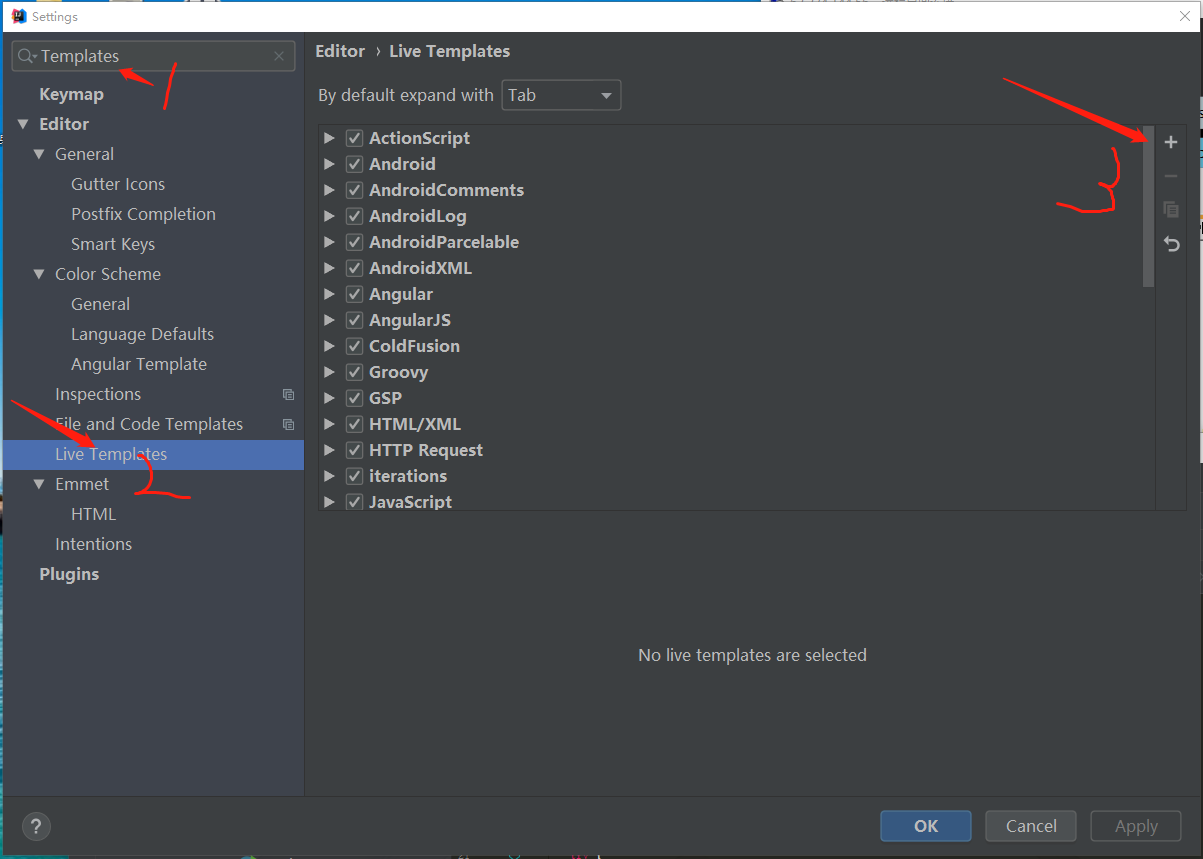 Settings
Templates
1
Keymap
Editor
General
Gutter Icons
Postfix Completion
Smart Keys
Color Scheme
General
Language Defaults
Angular Template
Inspections
File and Code Templates
Live Templates
2
Emmet
HTML
Intentions
Plugins
Editor › Live Templates
By default expand with Tab
ActionScript
Android
AndroidComments
AndroidLog
AndroidParcelable
AndroidXML
Angular
AngularJS
ColdFusion
Groovy
GSP
HTML/XML
HTTP Request
iterations
JavaScript
3
No live templates are selected
?
OK
Cancel
Apply